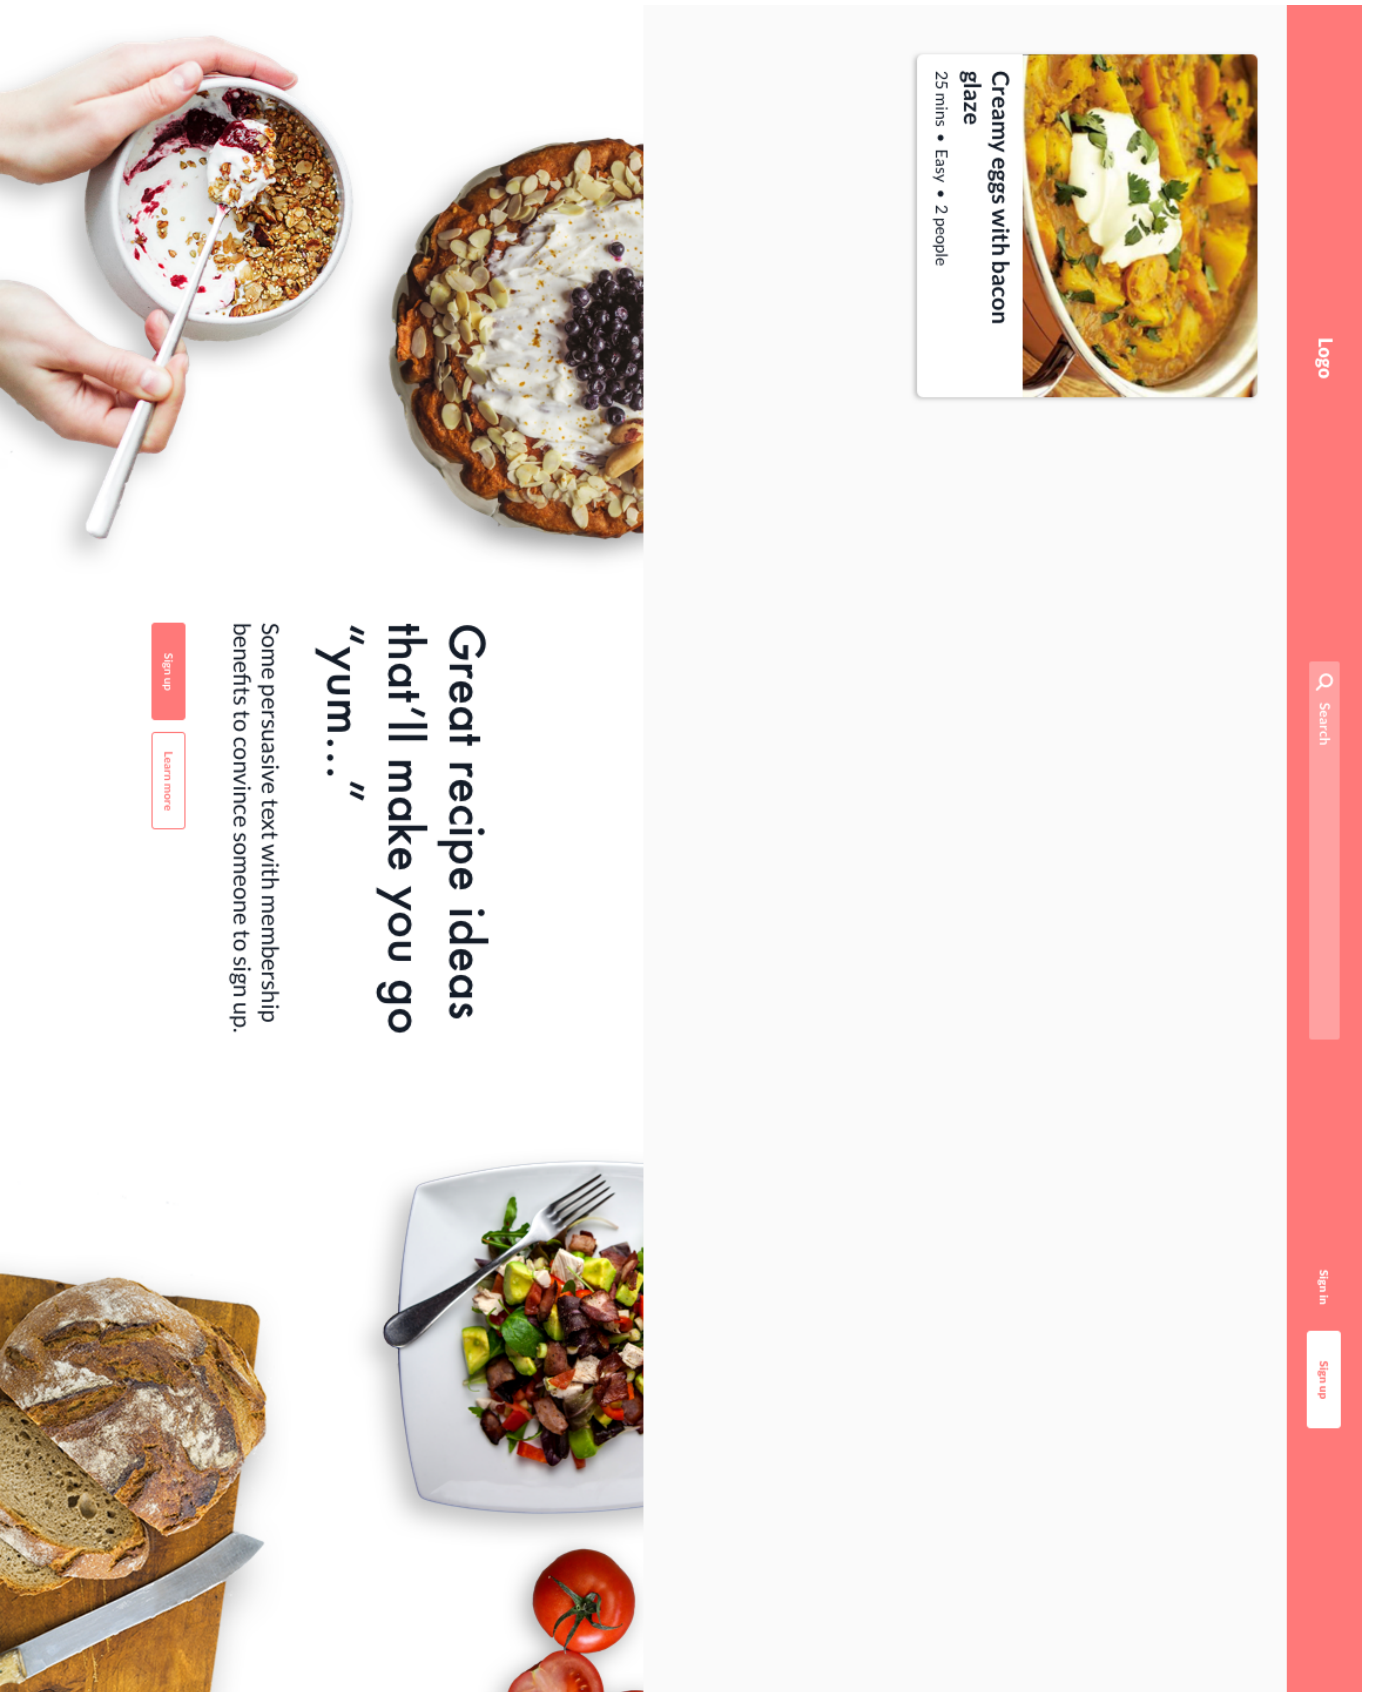 Logo
Search
Sign in
Sign up
Creamy eggs with bacon
glaze
25 mins • Easy • 2 people
Great recipe ideas
that’ll make you go
“yum...”
Some persuasive text with membership
benefits to convince someone to sign up.
Sign up
Learn more